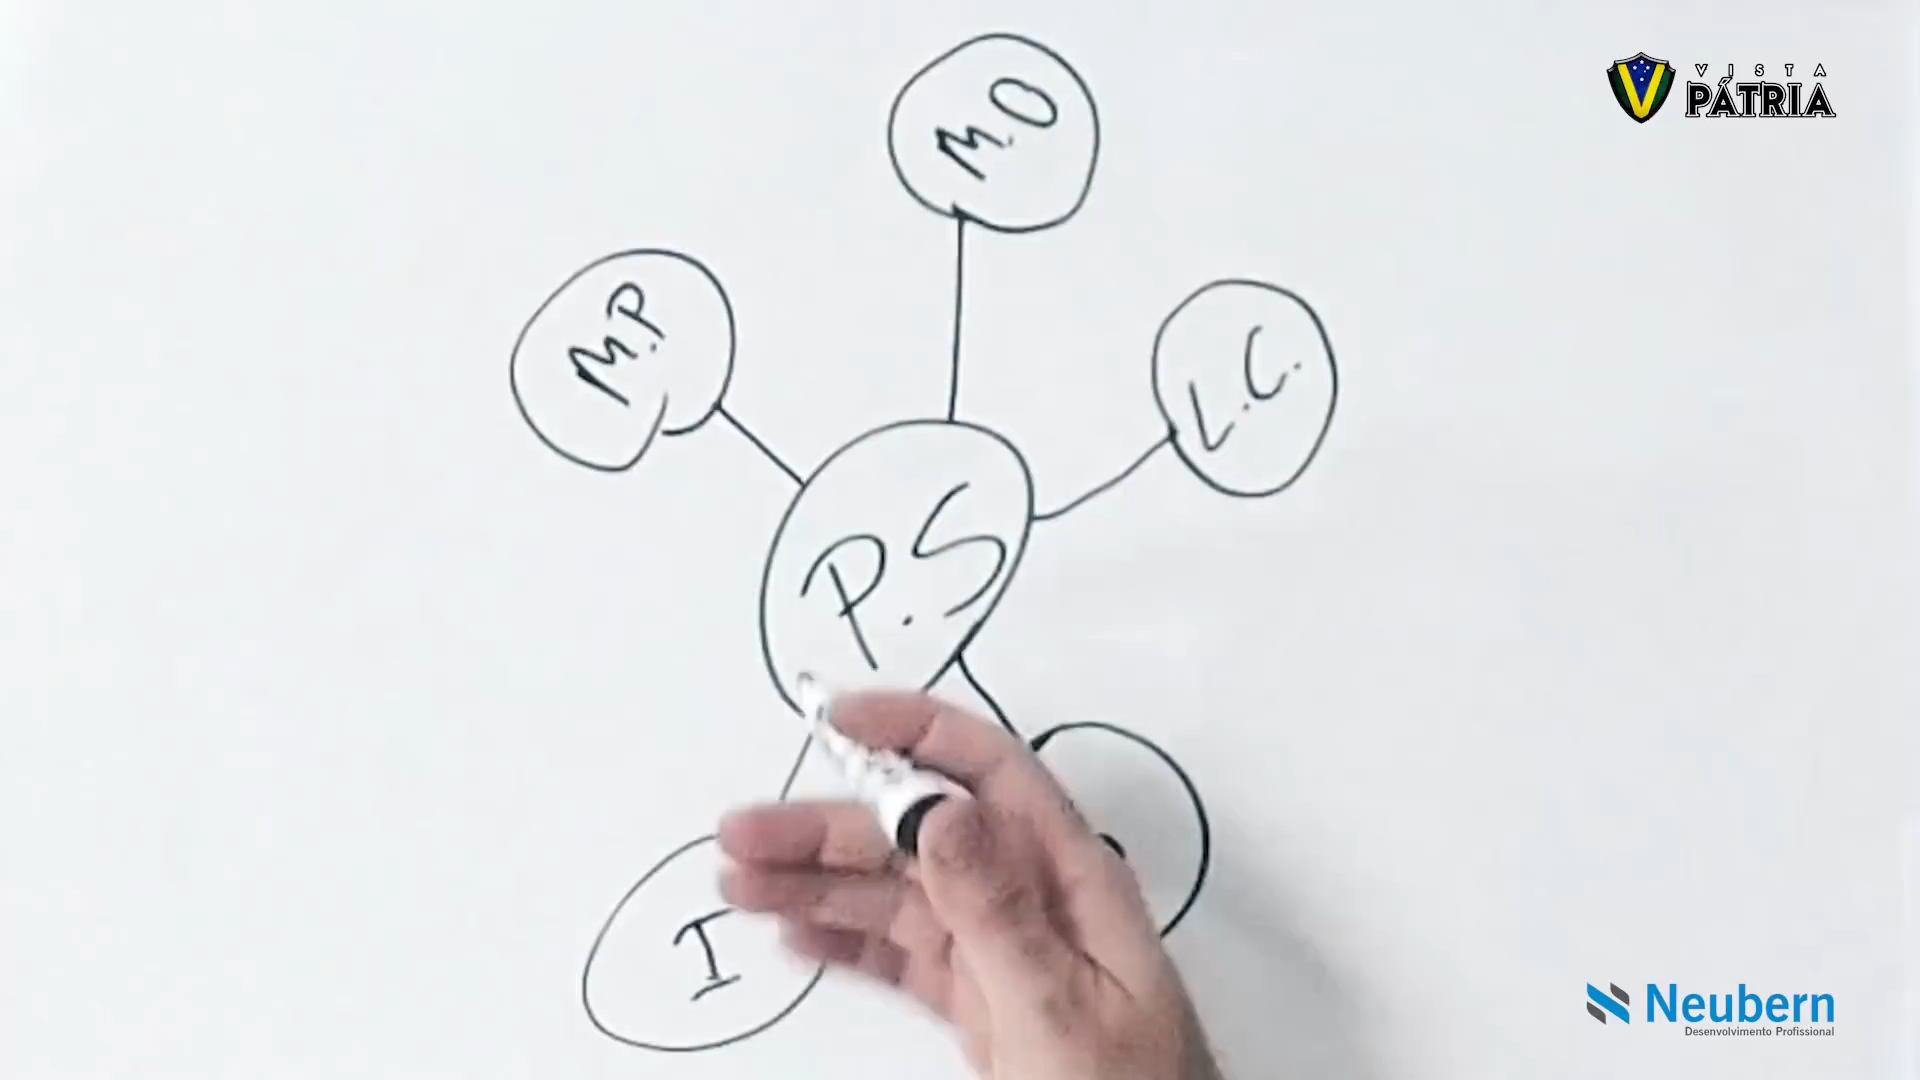 M.O
VISTA
PÁTRIA
M.P
L.C.
P.S
I
Neubern
Desenvolvimento Profissional